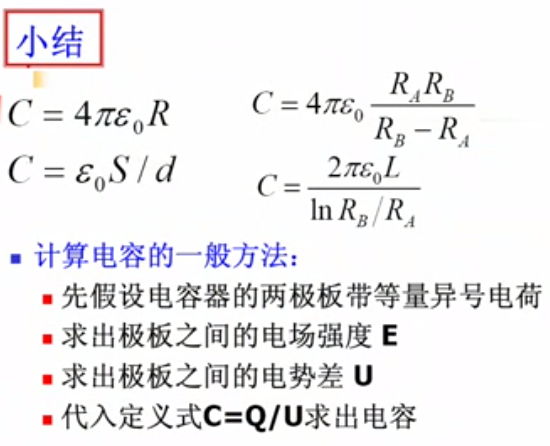 小结
C = 4πε₀R
C = 4πε₀ R_A R_B / (R_B − R_A)
C = ε₀S / d
C = 2πε₀L / ln R_B/R_A
计算电容的一般方法：
先假设电容器的两极板带等量异号电荷
求出极板之间的电场强度 E
求出极板之间的电势差 U
代入定义式C=Q/U求出电容